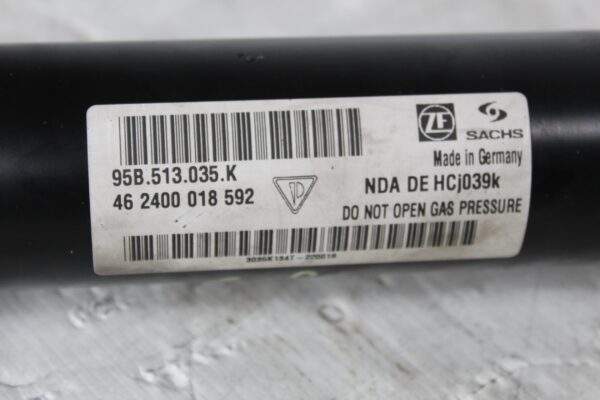 ZF
SACHS
Made in Germany
95B.513.035.K
46 2400 018 592
NDA DE HCj039k
DO NOT OPEN GAS PRESSURE